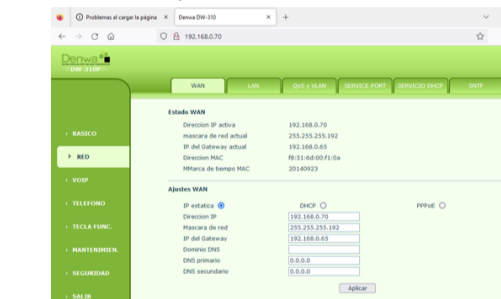 Problemas al cargar la página × Denwa DW-310 × +
192.168.0.70
Denwa
DW-310P
WAN LAN QoS y VLAN SERVICE PORT SERVICIO DHCP SNTP
BASICO
RED
VOIP
TELEFONO
TECLA FUNC.
MANTENIMIEN.
SEGURIDAD
SALIR
Estado WAN
Direccion IP activa 192.168.0.70
mascara de red actual 255.255.255.192
IP del Gateway actual 192.168.0.65
Direccion MAC f8:51:6d:00:f1:0a
MMarca de tiempo MAC 20140923
Ajustes WAN
IP estatica DHCP PPPoE
Direccion IP 192.168.0.70
Mascara de red 255.255.255.192
IP del Gateway 192.168.0.65
Dominio DNS
DNS primario 0.0.0.0
DNS secundario 0.0.0.0
Aplicar